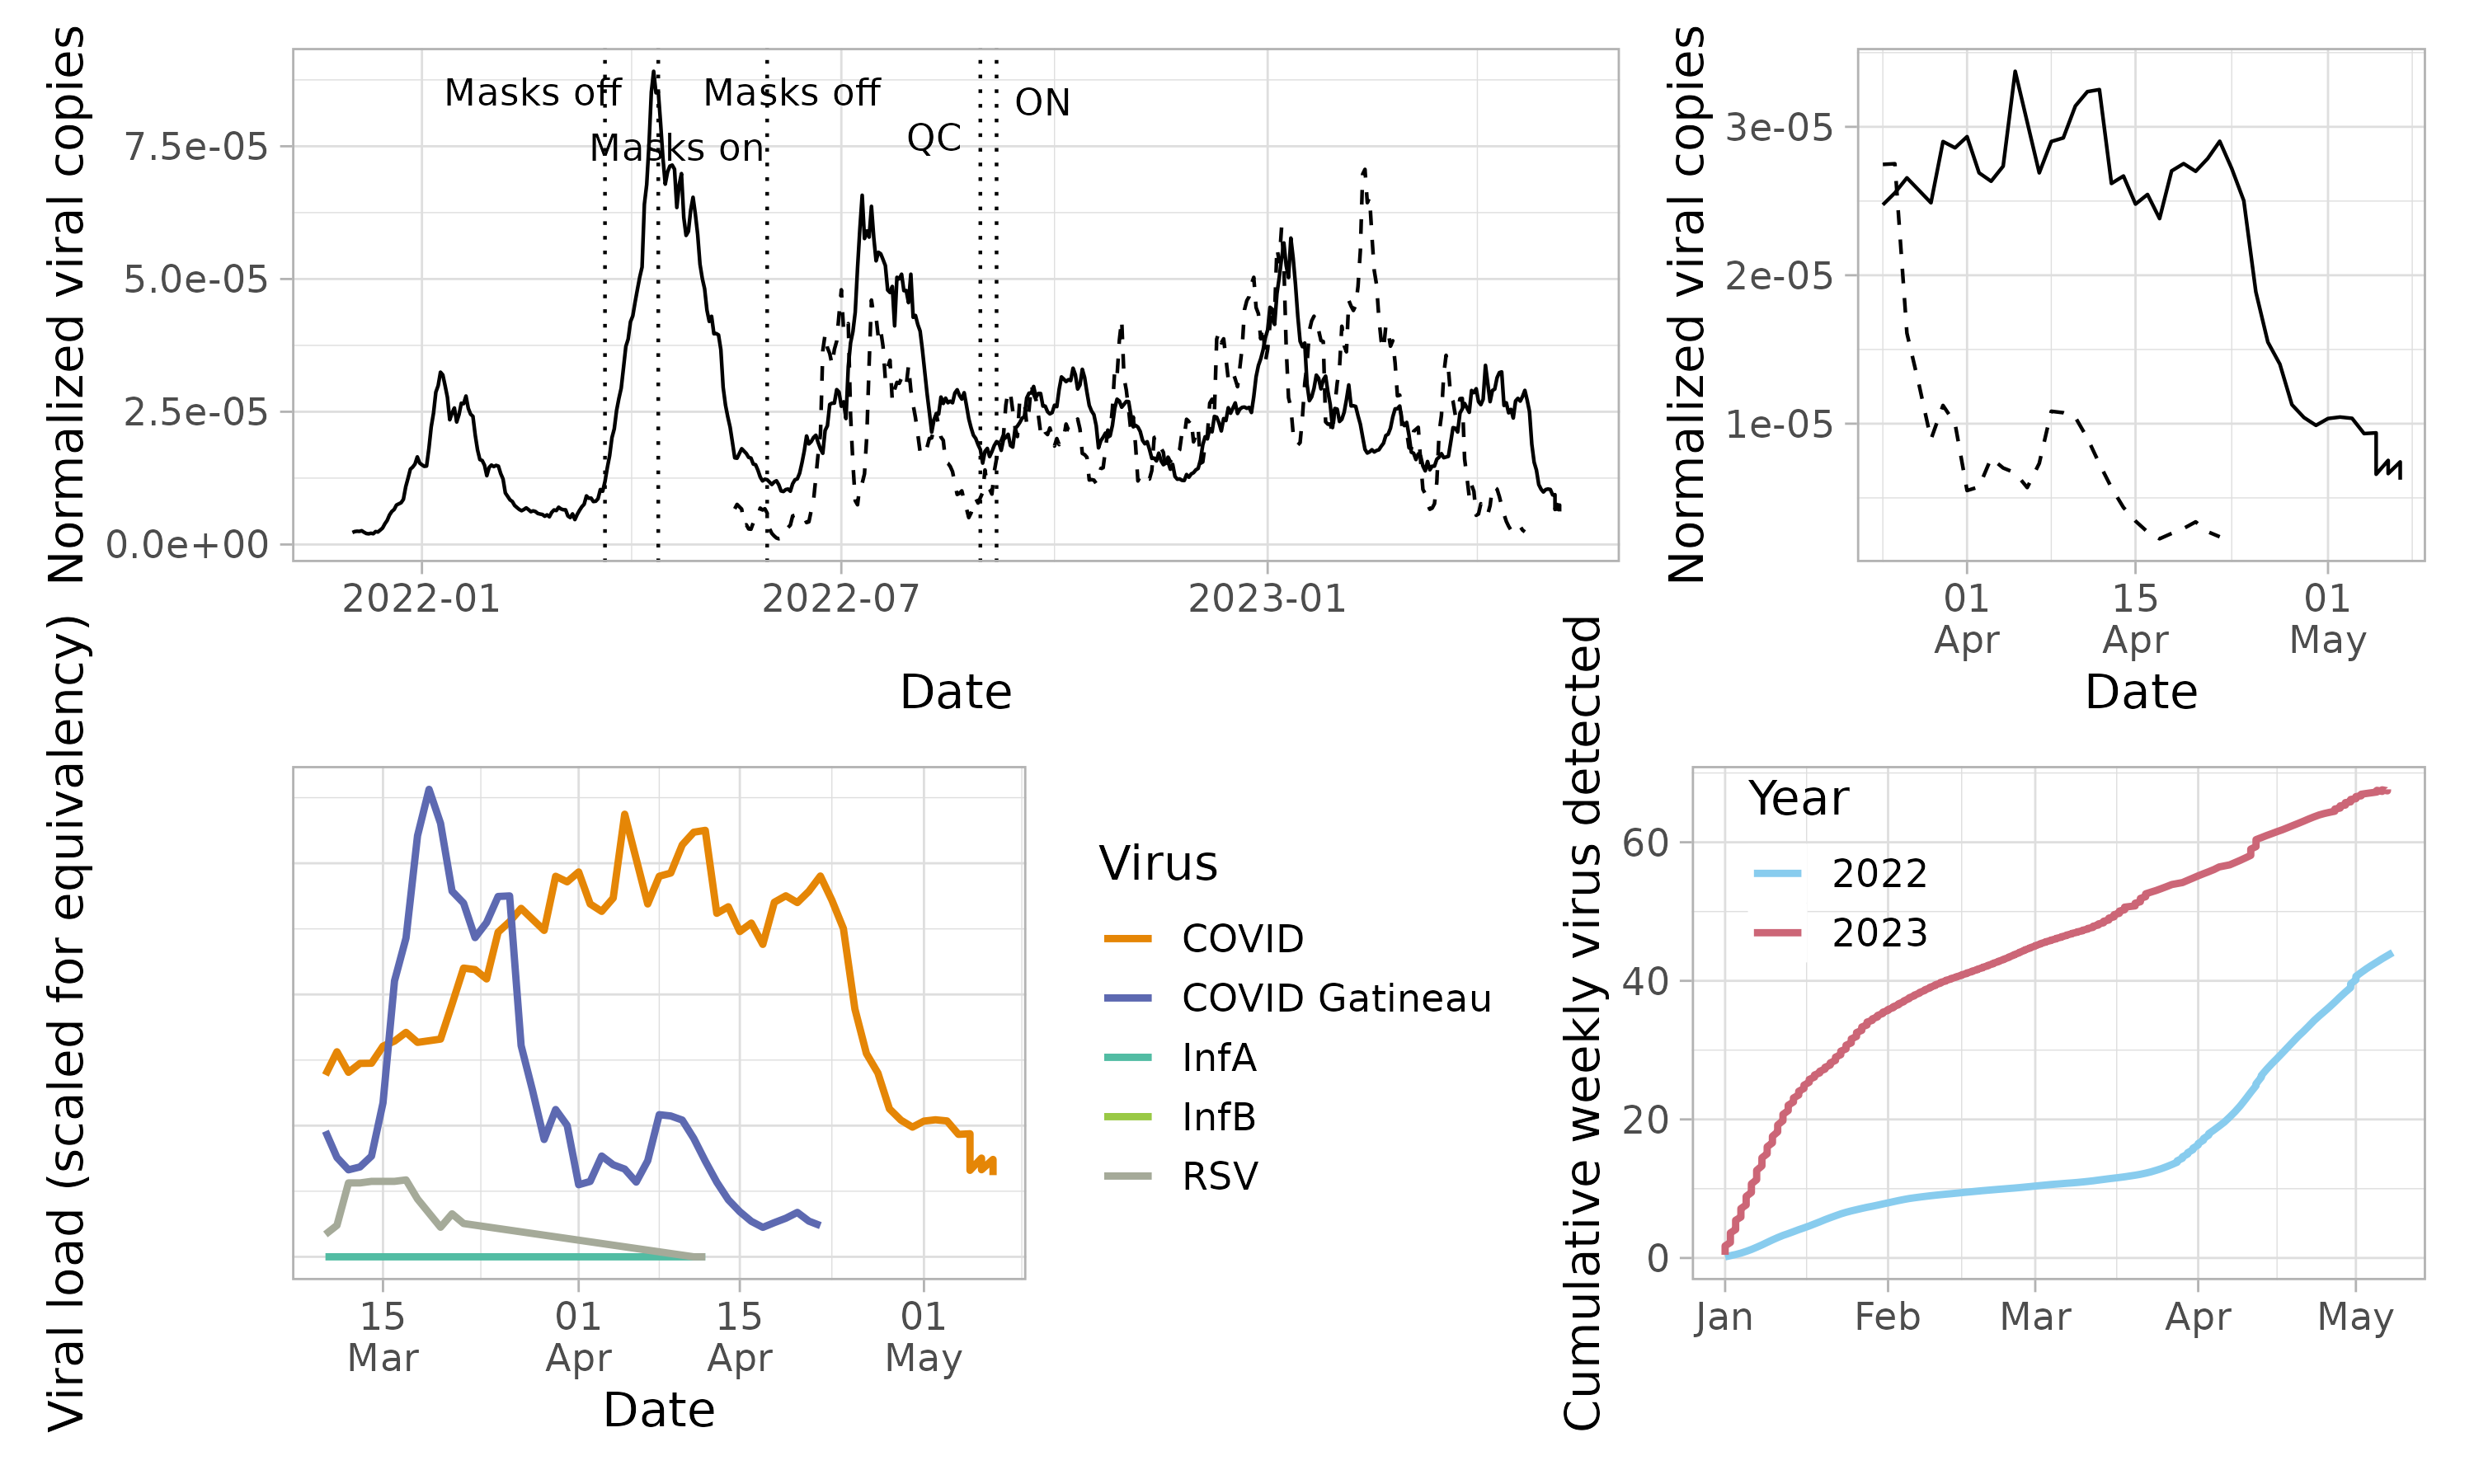 Normalized viral copies
7.5e-05
5.0e-05
2.5e-05
0.0e+00
Masks off
Masks on
Masks off
QC
ON
2022-01
2022-07
2023-01
Date
Normalized viral copies
3e-05
2e-05
1e-05
01
Apr
15
Apr
01
May
Date
Viral load (scaled for equivalency)
15
Mar
01
Apr
15
Apr
01
May
Date
Virus
COVID
COVID Gatineau
InfA
InfB
RSV
Cumulative weekly virus detected
60
40
20
0
Year
2022
2023
Jan
Feb
Mar
Apr
May